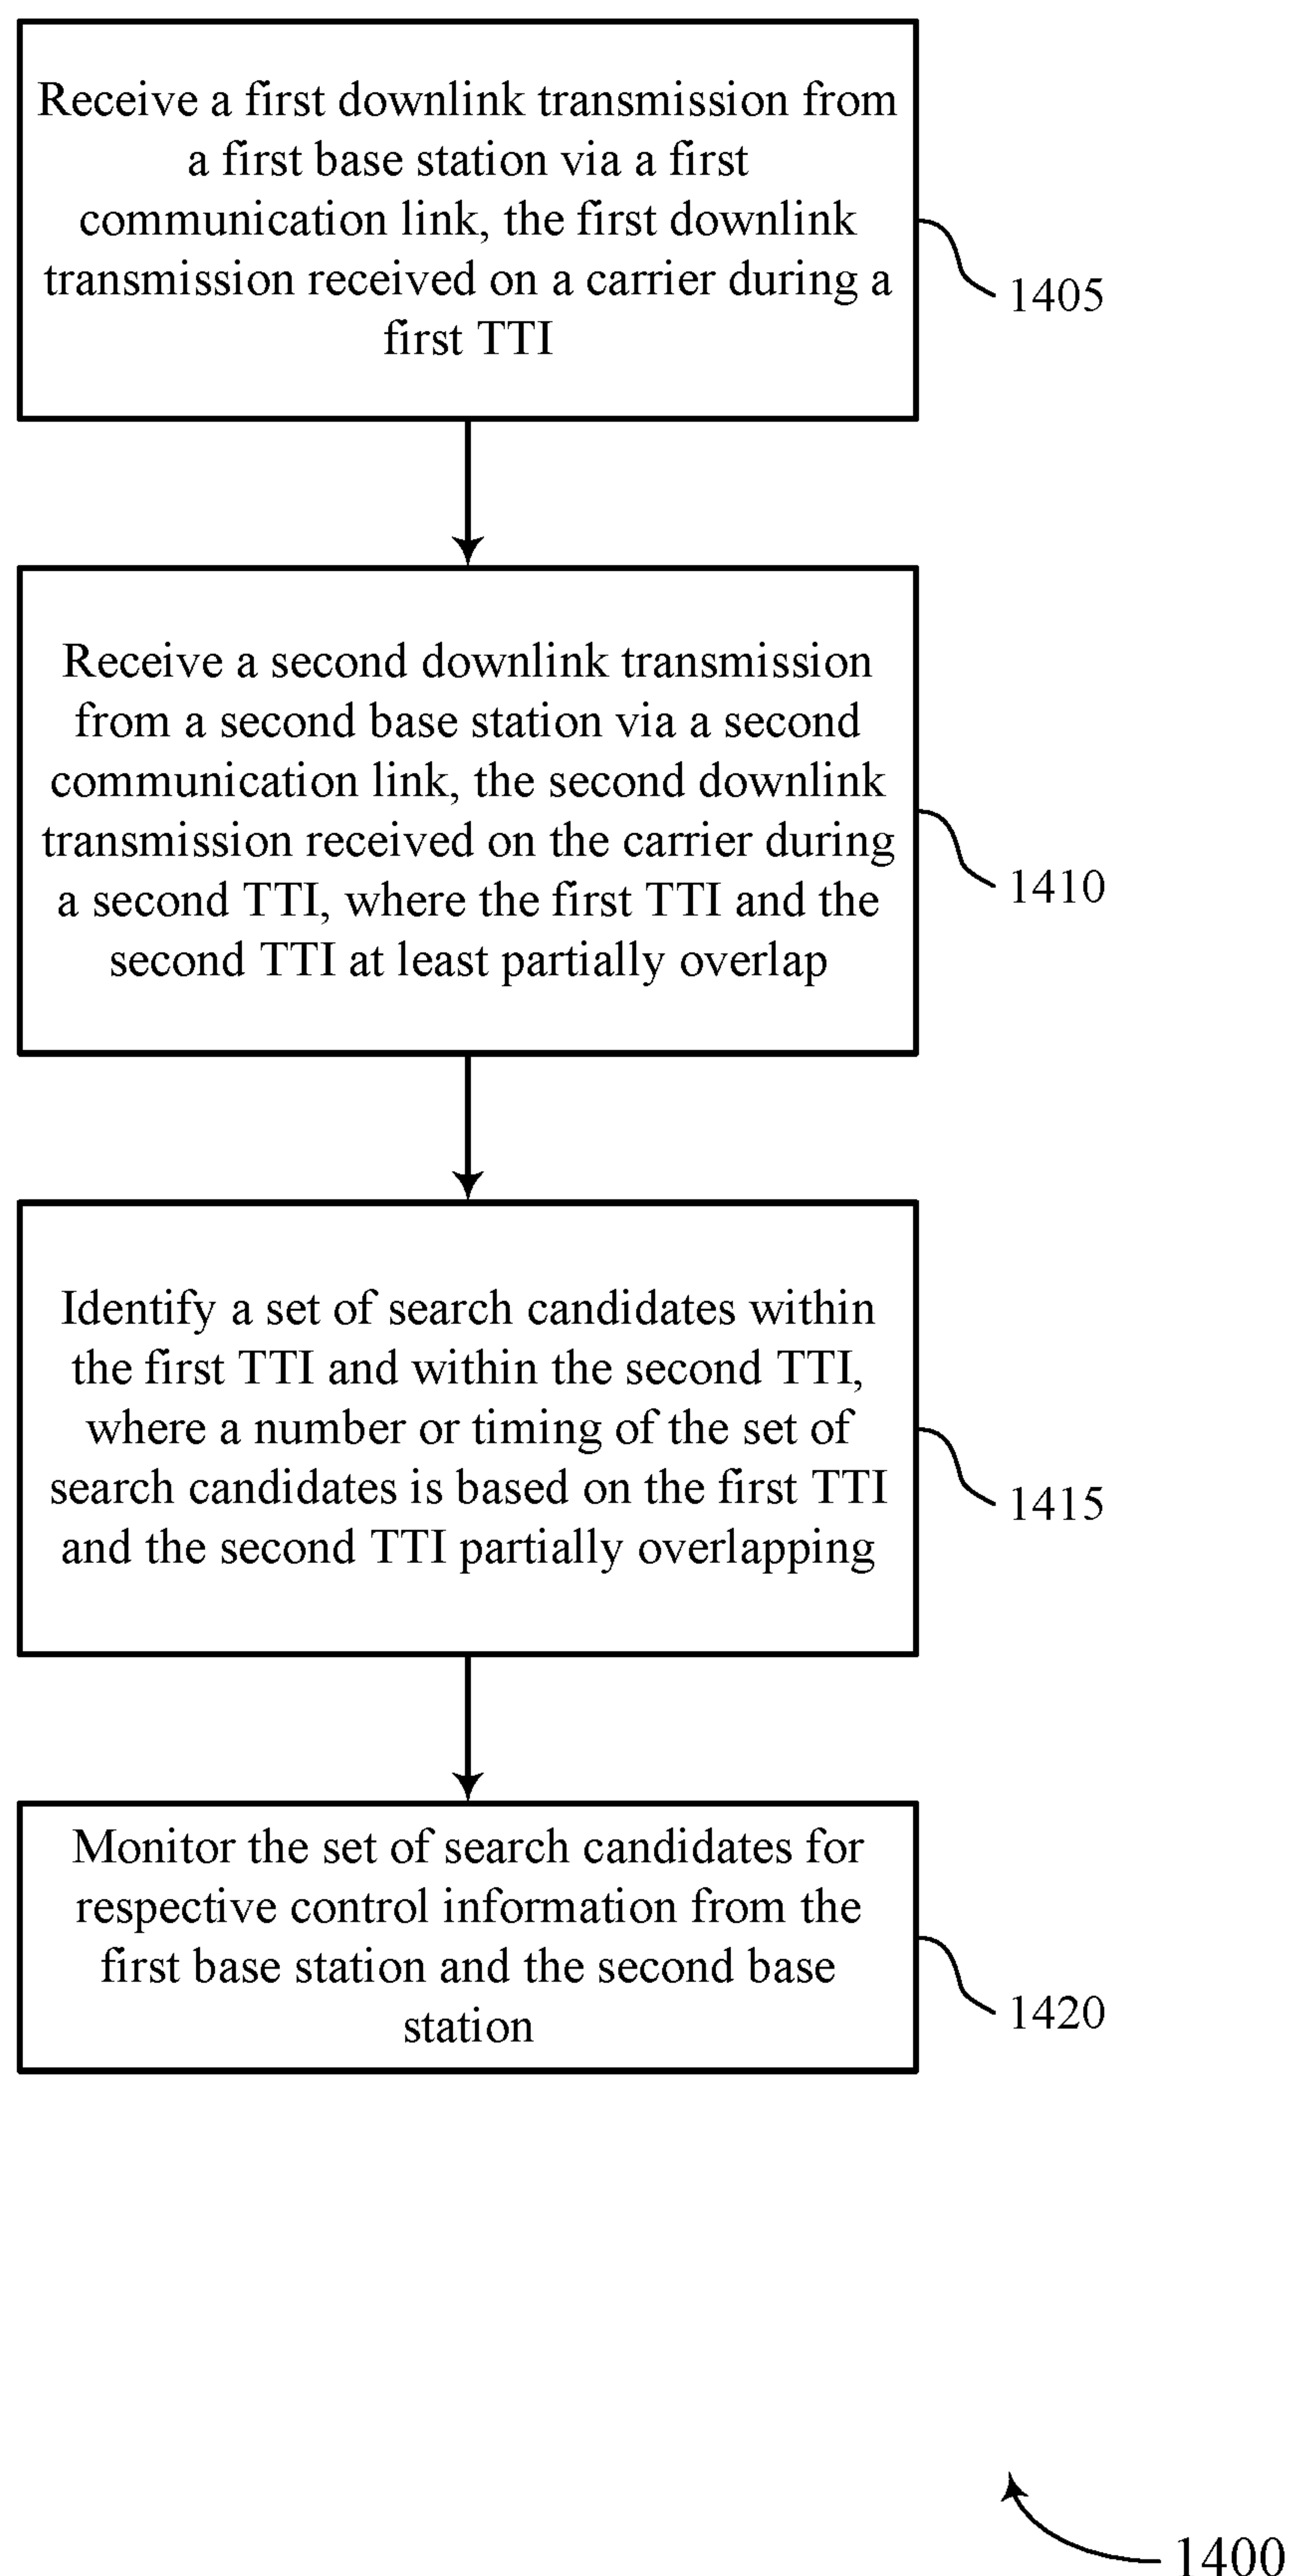 Receive a first downlink transmission from
a first base station via a first
communication link, the first downlink
transmission received on a carrier during a
first TTI
1405
Receive a second downlink transmission
from a second base station via a second
communication link, the second downlink
transmission received on the carrier during
a second TTI, where the first TTI and the
second TTI at least partially overlap
1410
Identify a set of search candidates within
the first TTI and within the second TTI,
where a number or timing of the set of
search candidates is based on the first TTI
and the second TTI partially overlapping
1415
Monitor the set of search candidates for
respective control information from the
first base station and the second base
station
1420
1400